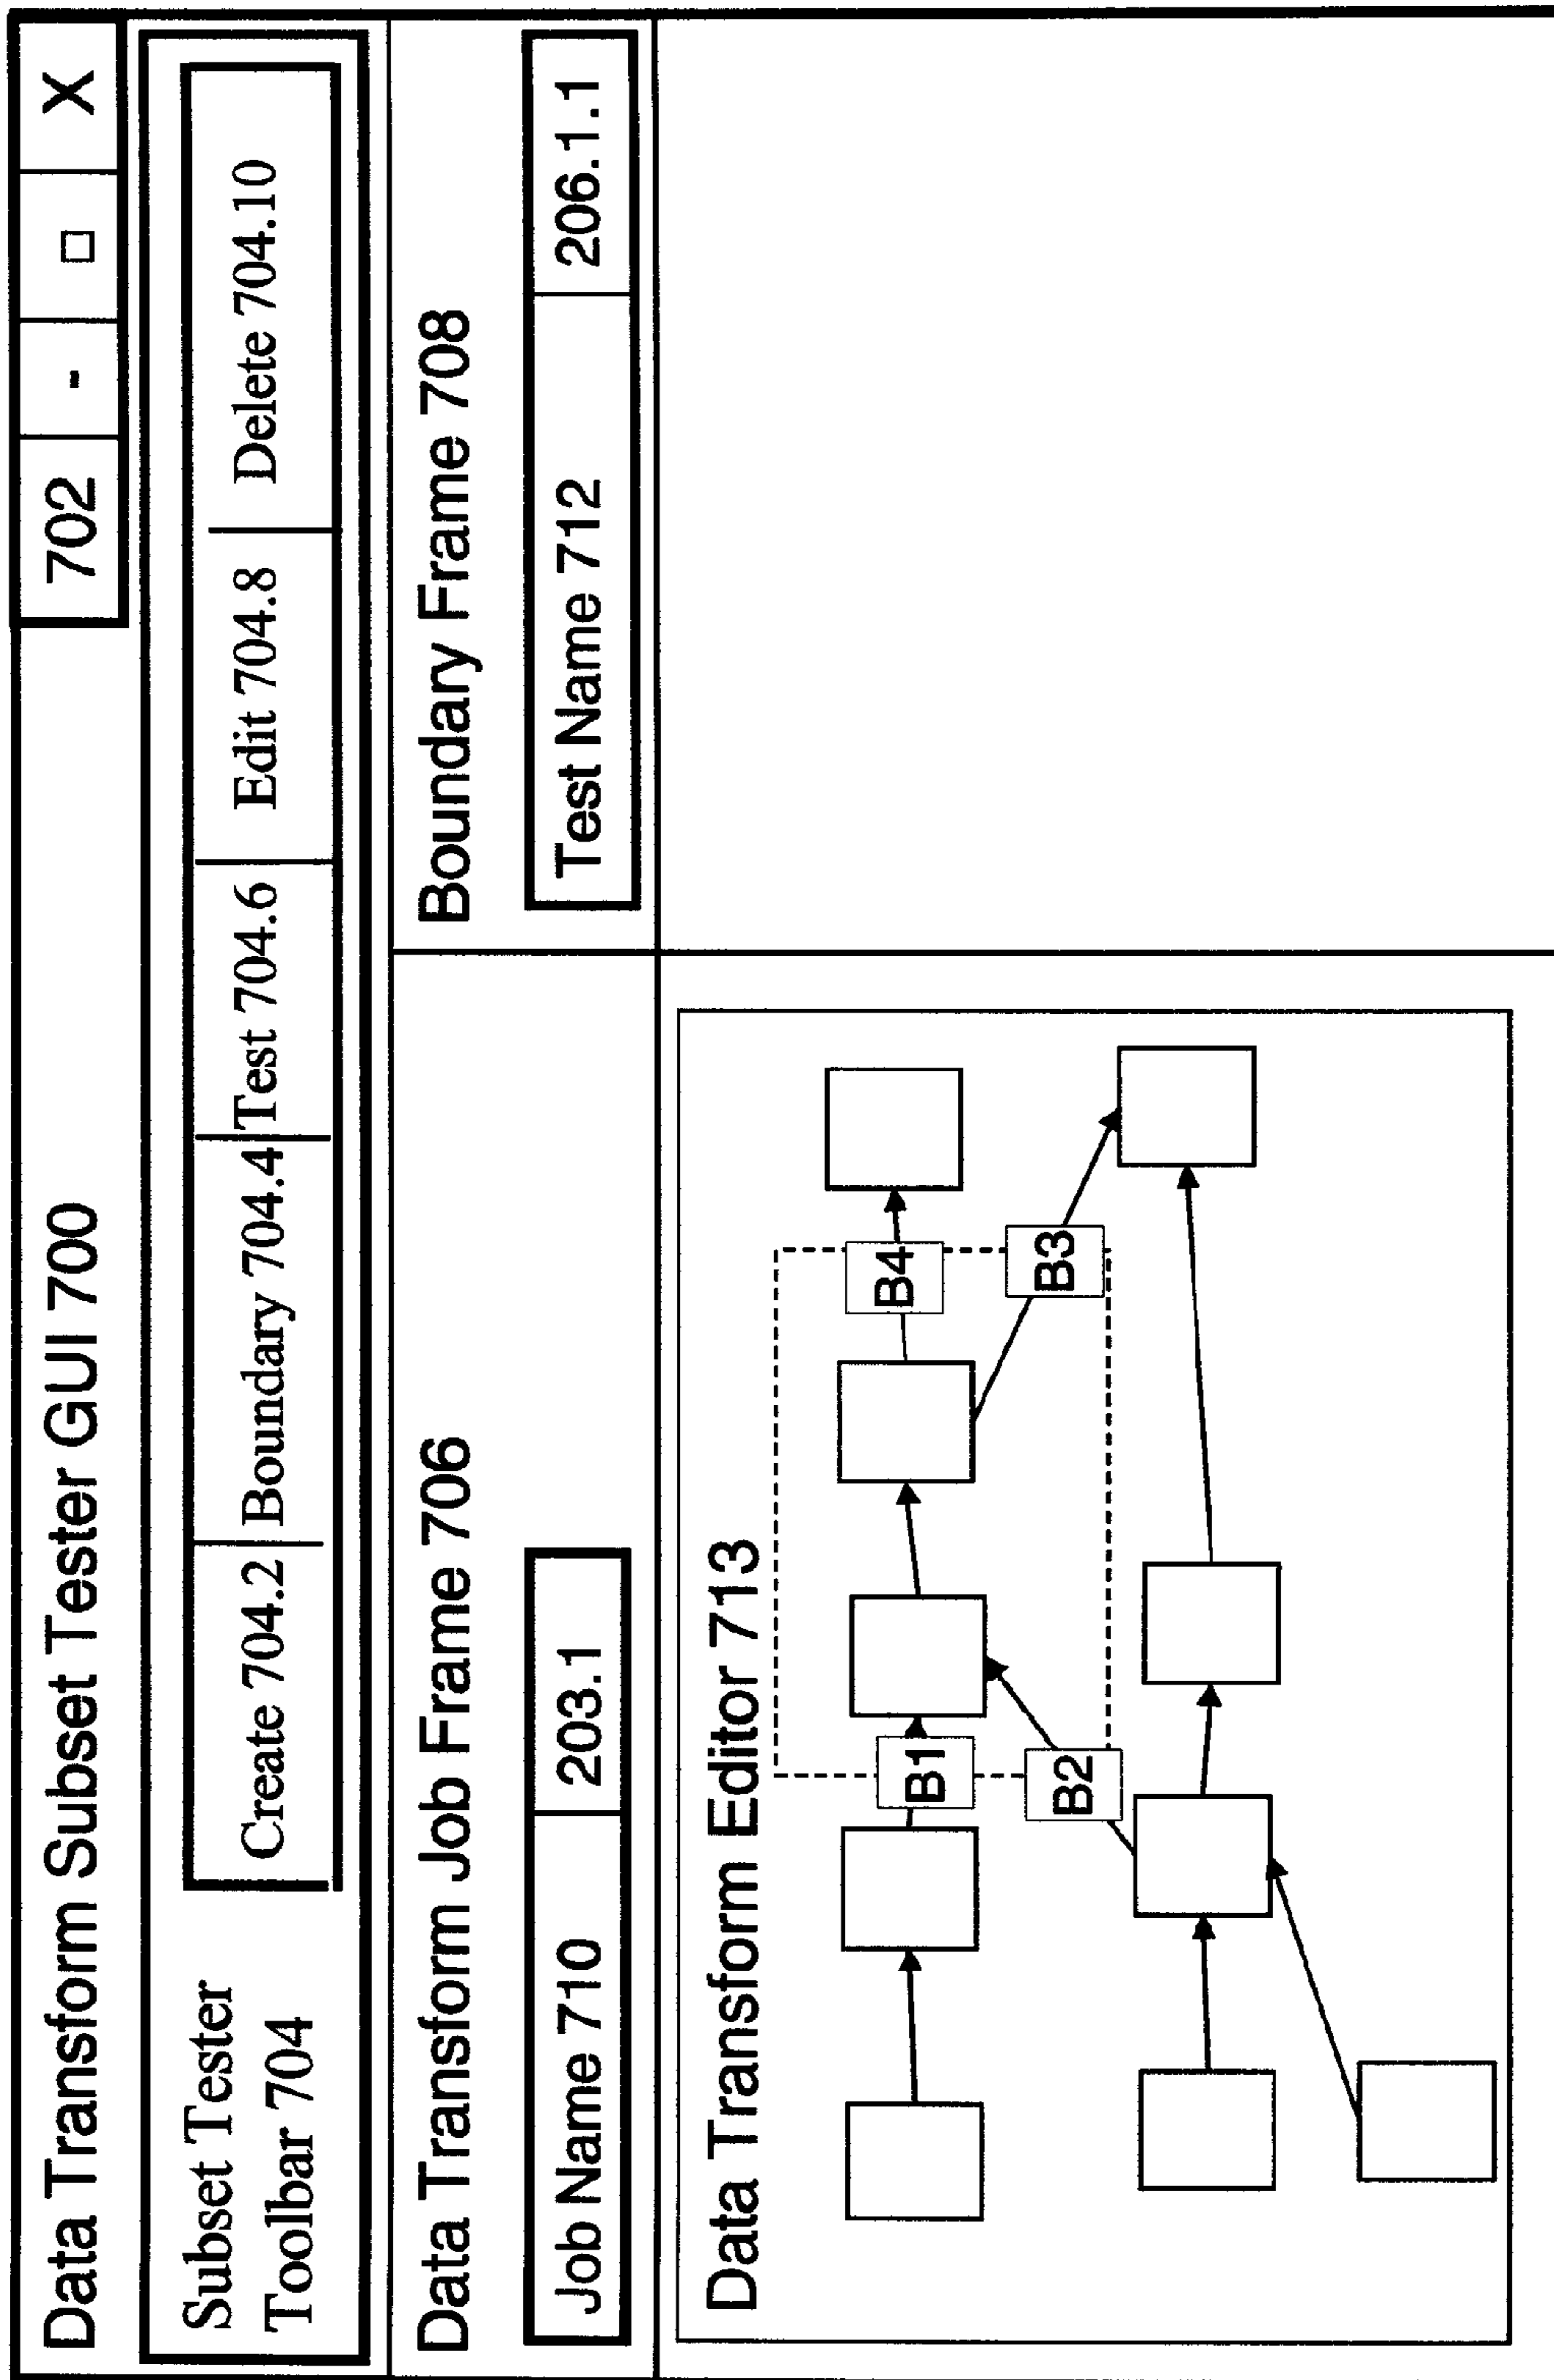 Data Transform Subset Tester GUI 700
702
-
□
X
Subset Tester
Toolbar 704
Create 704.2
Boundary 704.4
Test 704.6
Edit 704.8
Delete 704.10
Data Transform Job Frame 706
Boundary Frame 708
Job Name 710
203.1
Test Name 712
206.1.1
Data Transform Editor 713
B1
B4
B2
B3